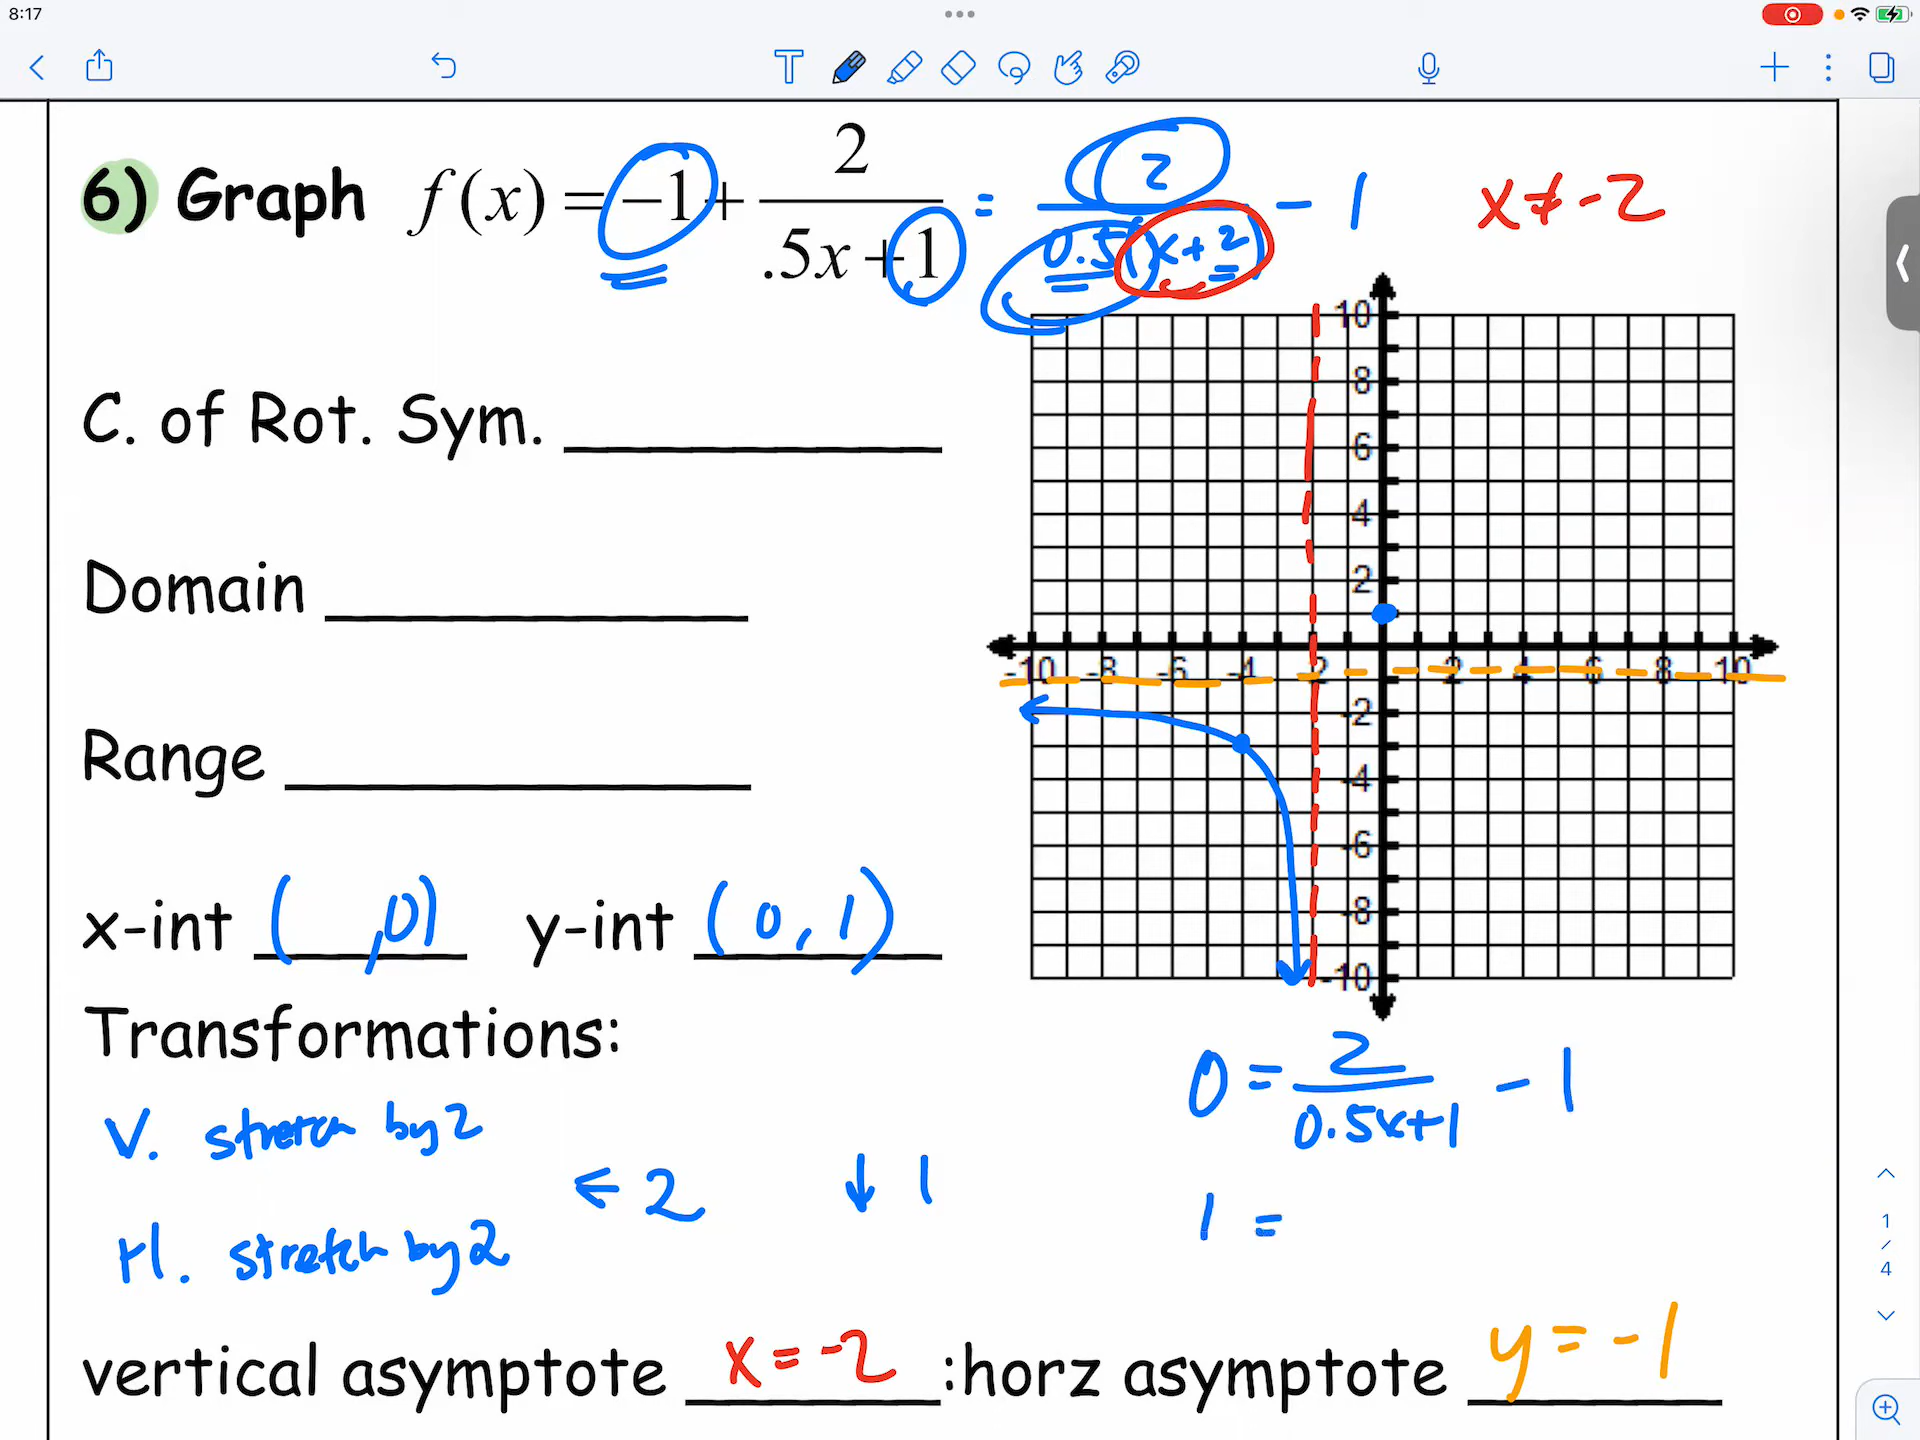 8:17
6) Graph f(x) = -1 + 2/(.5x+1) = 2/(0.5(x+2)) - 1 x ≠ -2
C. of Rot. Sym. ____
Domain ____
Range ____
10
8
6
4
2
-10 -8 -6 -4 -2 2 4 6 8 10
-2
-4
-6
-8
-10
x-int ( ,0) y-int (0, 1)
Transformations:
0 = 2/(0.5x+1) - 1
V. stretch by 2
← 2 ↓ 1
1 =
H. stretch by 2
1
/
4
vertical asymptote x = -2 :horz asymptote y = -1